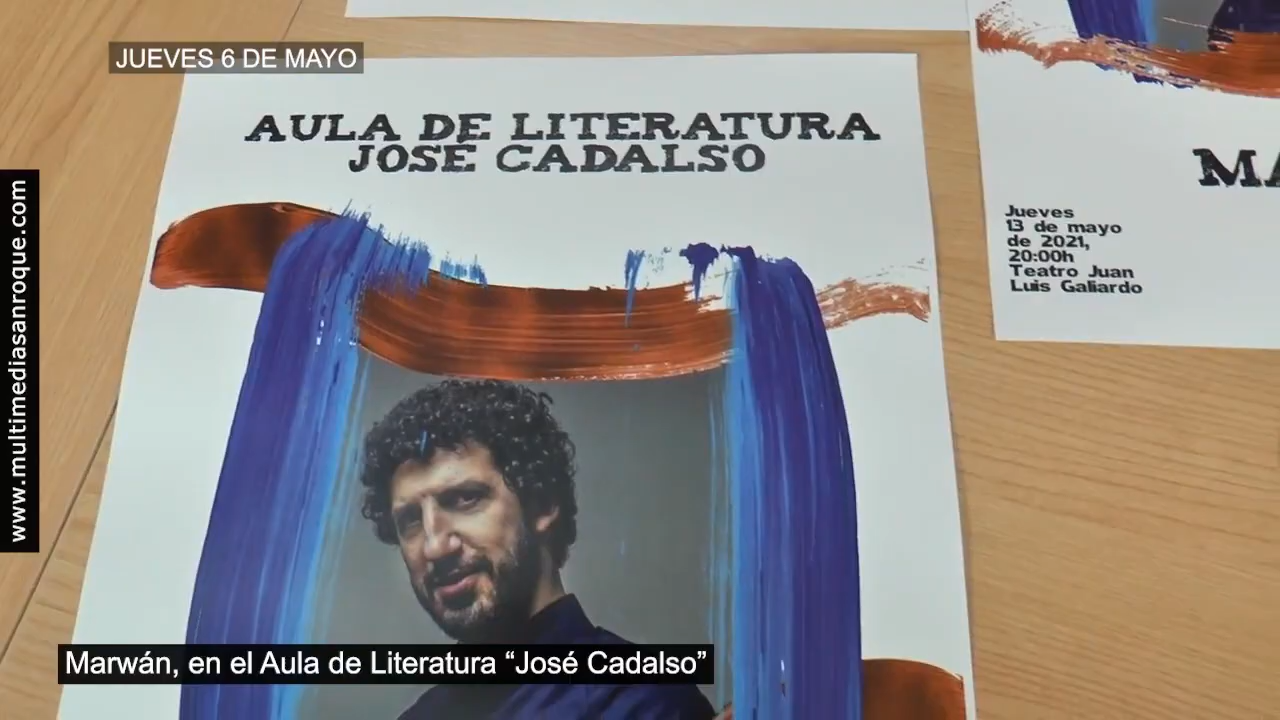 JUEVES 6 DE MAYO
AULA DE LITERATURA
JOSÉ CADALSO
MA
Jueves
13 de mayo
de 2021,
20:00h
Teatro Juan
Luis Galiardo
www.multimediasanroque.com
Marwán, en el Aula de Literatura “José Cadalso”